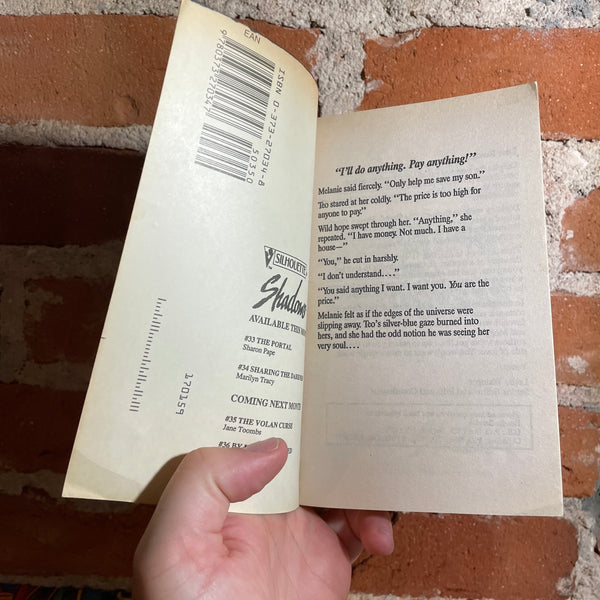 EAN
9 780373 270347
ISBN 0-373-27034-8
50350
SILHOUETTE
Shadows
AVAILABLE THIS
#33 THE PORTAL
Sharon Pape
#34 SHARING THE
Marilyn Tracy
COMING NEXT MONTH
#35 THE VOLAN CURSE
Jane Toombs
#36 BY
170159
"I'll do anything. Pay anything!"
Melanie said fiercely. "Only help me save my son."
Teo stared at her coldly. "The price is too high for
anyone to pay."
Wild hope swept through her. "Anything," she
repeated. "I have money. Not much. I have a
house—"
"You," he cut in harshly.
"I don't understand...."
"You said anything I want. I want you. You are the
price."
Melanie felt as if the edges of the universe were
slipping away. Teo's silver-blue gaze burned into
hers, and she had the odd notion he was seeing her
very soul....